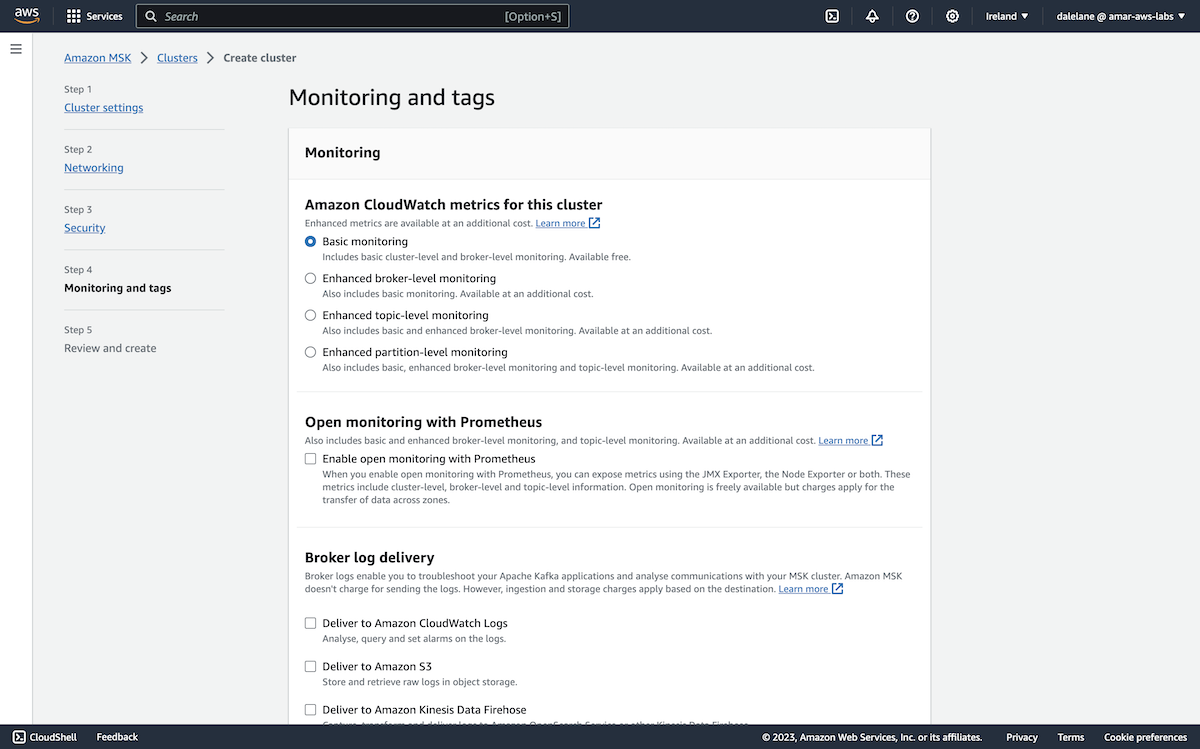 aws
Services
Search
[Option+S]
Ireland ▼
dalelane @ amar-aws-labs ▼
Amazon MSK > Clusters > Create cluster
Step 1
Cluster settings
Step 2
Networking
Step 3
Security
Step 4
Monitoring and tags
Step 5
Review and create
Monitoring and tags
Monitoring
Amazon CloudWatch metrics for this cluster
Enhanced metrics are available at an additional cost. Learn more
Basic monitoring
Includes basic cluster-level and broker-level monitoring. Available free.
Enhanced broker-level monitoring
Also includes basic monitoring. Available at an additional cost.
Enhanced topic-level monitoring
Also includes basic and enhanced broker-level monitoring. Available at an additional cost.
Enhanced partition-level monitoring
Also includes basic, enhanced broker-level monitoring and topic-level monitoring. Available at an additional cost.
Open monitoring with Prometheus
Also includes basic and enhanced broker-level monitoring, and topic-level monitoring. Available at an additional cost. Learn more
Enable open monitoring with Prometheus
When you enable open monitoring with Prometheus, you can expose metrics using the JMX Exporter, the Node Exporter or both. These
metrics include cluster-level, broker-level and topic-level information. Open monitoring is freely available but charges apply for the
transfer of data across zones.
Broker log delivery
Broker logs enable you to troubleshoot your Apache Kafka applications and analyse communications with your MSK cluster. Amazon MSK
doesn't charge for sending the logs. However, ingestion and storage charges apply based on the destination. Learn more
Deliver to Amazon CloudWatch Logs
Analyse, query and set alarms on the logs.
Deliver to Amazon S3
Store and retrieve raw logs in object storage.
Deliver to Amazon Kinesis Data Firehose
Capture, transform and deliver logs to Amazon OpenSearch Service or other Kinesis Data Firehose
CloudShell
Feedback
© 2023, Amazon Web Services, Inc. or its affiliates.
Privacy
Terms
Cookie preferences